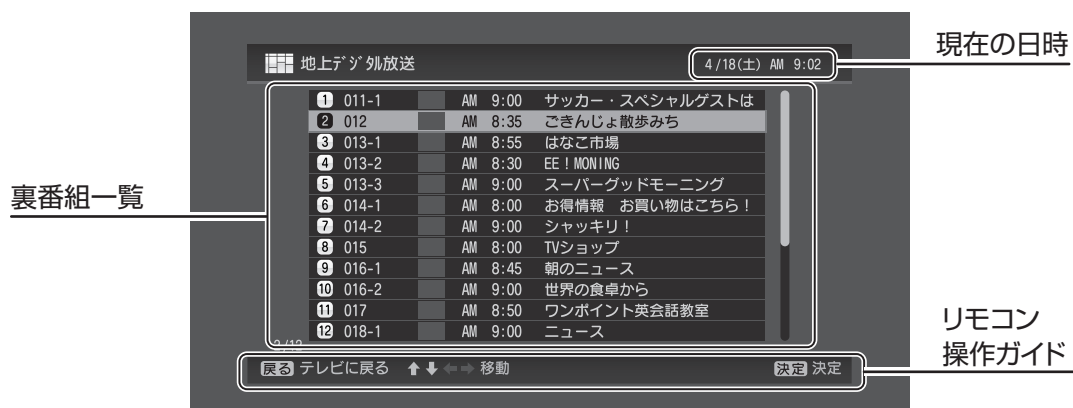 現在の日時
地上デジタル放送 4/18(土) AM 9:02
1 011-1 AM 9:00 サッカー・スペシャルゲストは
2 012 AM 8:35 ごきんじょ散歩みち
3 013-1 AM 8:55 はなこ市場
4 013-2 AM 8:30 EE!MONING
裏番組一覧
5 013-3 AM 9:00 スーパーグッドモーニング
6 014-1 AM 8:00 お得情報 お買い物はこちら!
7 014-2 AM 9:00 シャッキリ!
8 015 AM 8:00 TVショップ
9 016-1 AM 8:45 朝のニュース
10 016-2 AM 9:00 世界の食卓から
11 017 AM 8:50 ワンポイント英会話教室
12 018-1 AM 9:00 ニュース
リモコン
操作ガイド
戻る テレビに戻る ↑↓←→ 移動 決定 決定